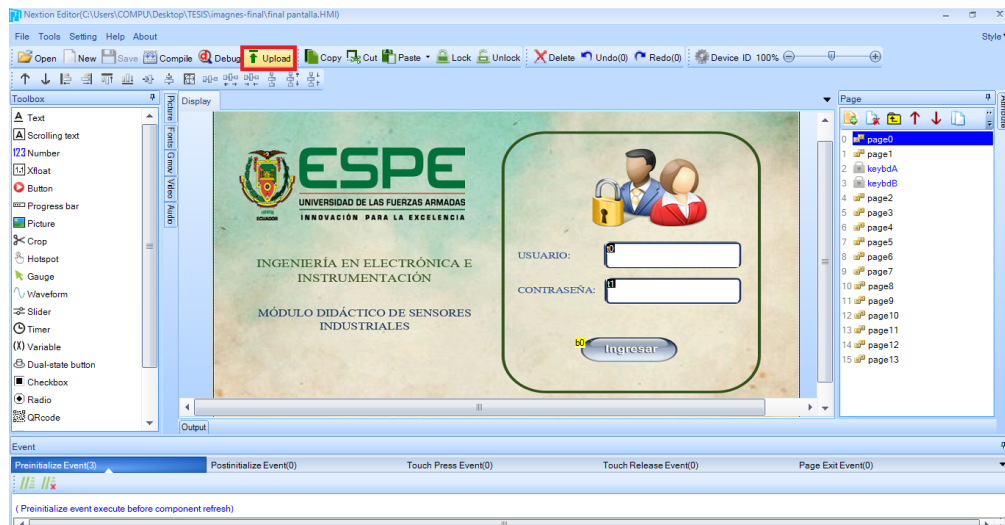 Nextion Editor(C:\Users\COMPU\Desktop\TESIS\imagnes-final\final pantalla.HMI)
File Tools Setting Help About
Style
Open New Save Compile Debug Upload Copy Cut Paste Lock Unlock Delete Undo(0) Redo(0) Device ID 100%
Toolbox
A Text
A Scrolling text
123 Number
1.1 Xfloat
Button
Progress bar
Picture
Crop
Hotspot
Gauge
Waveform
Slider
Timer
(X) Variable
Dual-state button
Checkbox
Radio
QRcode
Picture
Fonts
Gmov
Video
Audio
Display
ESPE
UNIVERSIDAD DE LAS FUERZAS ARMADAS
INNOVACIÓN PARA LA EXCELENCIA
ECUADOR
INGENIERÍA EN ELECTRÓNICA E
INSTRUMENTACIÓN
MÓDULO DIDÁCTICO DE SENSORES
INDUSTRIALES
USUARIO:
t0
CONTRASEÑA:
t1
b0
Ingresar
Output
Page
Attribute
0 page0
1 page1
2 keybdA
3 keybdB
4 page2
5 page3
6 page4
7 page5
8 page6
9 page7
10 page8
11 page9
12 page10
13 page11
14 page12
15 page13
Event
Preinitialize Event(3) Postinitialize Event(0) Touch Press Event(0) Touch Release Event(0) Page Exit Event(0)
( Preinitialize event execute before component refresh)